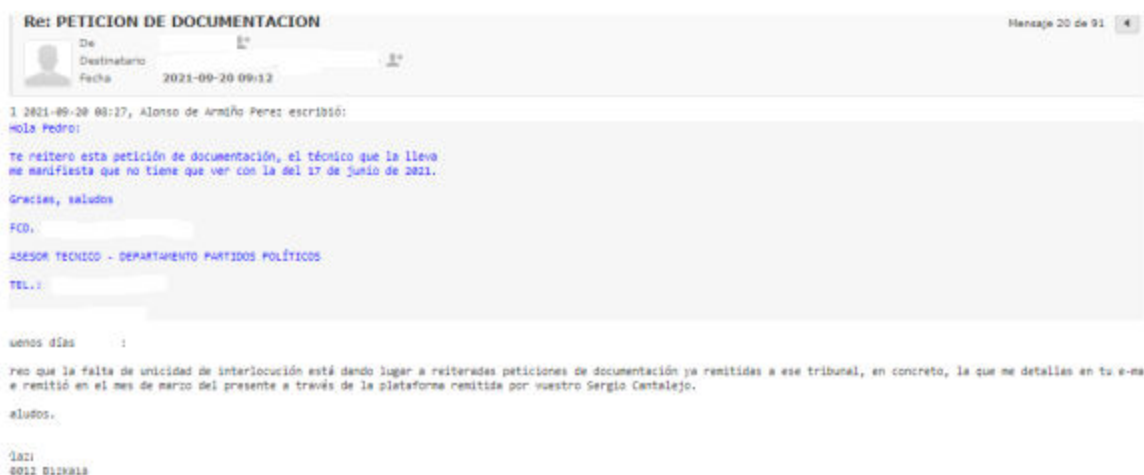 Re: PETICION DE DOCUMENTACION
Mensaje 20 de 91
De
Destinatario
Fecha 2021-09-20 09:12
l 2021-09-20 08:27, Alonso de Armiño Perez escribió:
Hola Pedro:
Te reitero esta petición de documentación, el técnico que la lleva
me manifiesta que no tiene que ver con la del 17 de junio de 2021.
Gracias, saludos
FCO.
ASESOR TECNICO - DEPARTAMENTO PARTIDOS POLÍTICOS
TEL.:
uenos días :
reo que la falta de unicidad de interlocución está dando lugar a reiteradas peticiones de documentación ya remitidas a ese tribunal, en concreto, la que me detallas en tu e-ma
e remitió en el mes de marzo del presente a través de la plataforma remitida por vuestro Sergio Cantalejo.
aludos.
8012 Bizkaia